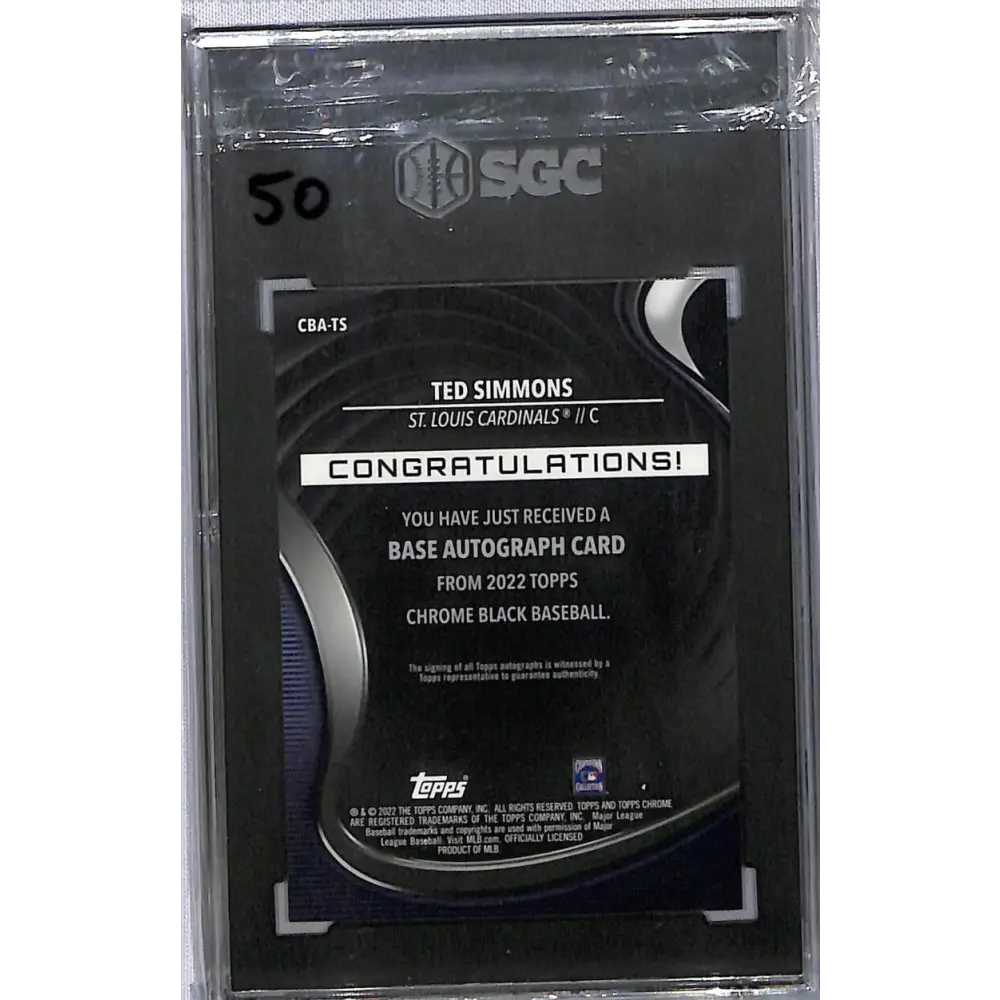 SGC
50
CBA-TS
TED SIMMONS
ST. LOUIS CARDINALS® // C
CONGRATULATIONS!
YOU HAVE JUST RECEIVED A
BASE AUTOGRAPH CARD
FROM 2022 TOPPS
CHROME BLACK BASEBALL.
The signing of all Topps autographs is witnessed by a
Topps representative to guarantee authenticity.
topps®
COOPERSTOWN
COLLECTION
® & © 2022 THE TOPPS COMPANY, INC. ALL RIGHTS RESERVED. TOPPS AND TOPPS CHROME
ARE REGISTERED TRADEMARKS OF THE TOPPS COMPANY, INC. Major League
Baseball trademarks and copyrights are used with permission of Major
League Baseball. Visit MLB.com. OFFICIALLY LICENSED
PRODUCT OF MLB.